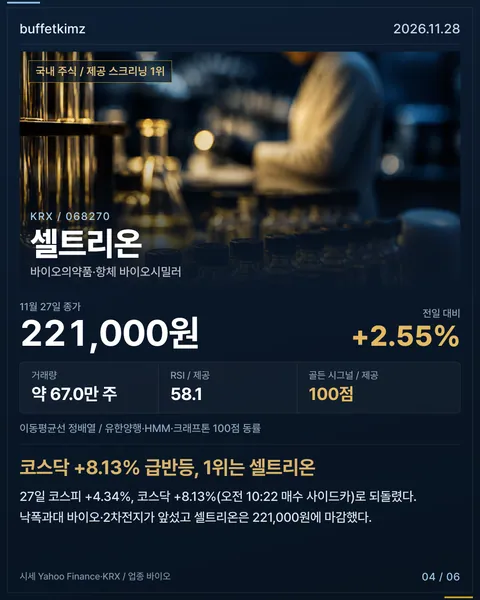 buffetkimz
2026.11.28
국내 주식 / 제공 스크리닝 1위
KRX / 068270
셀트리온
바이오의약품·항체 바이오시밀러
11월 27일 종가
전일 대비
221,000원
+2.55%
거래량
RSI / 제공
골든 시그널 / 제공
약 67.0만 주
58.1
100점
이동평균선 정배열 / 유한양행·HMM·크래프톤 100점 동률
코스닥 +8.13% 급반등, 1위는 셀트리온
27일 코스피 +4.34%, 코스닥 +8.13%(오전 10:22 매수 사이드카)로 되돌렸다.
낙폭과대 바이오·2차전지가 앞섰고 셀트리온은 221,000원에 마감했다.
시세 Yahoo Finance·KRX / 업종 바이오
04 / 06